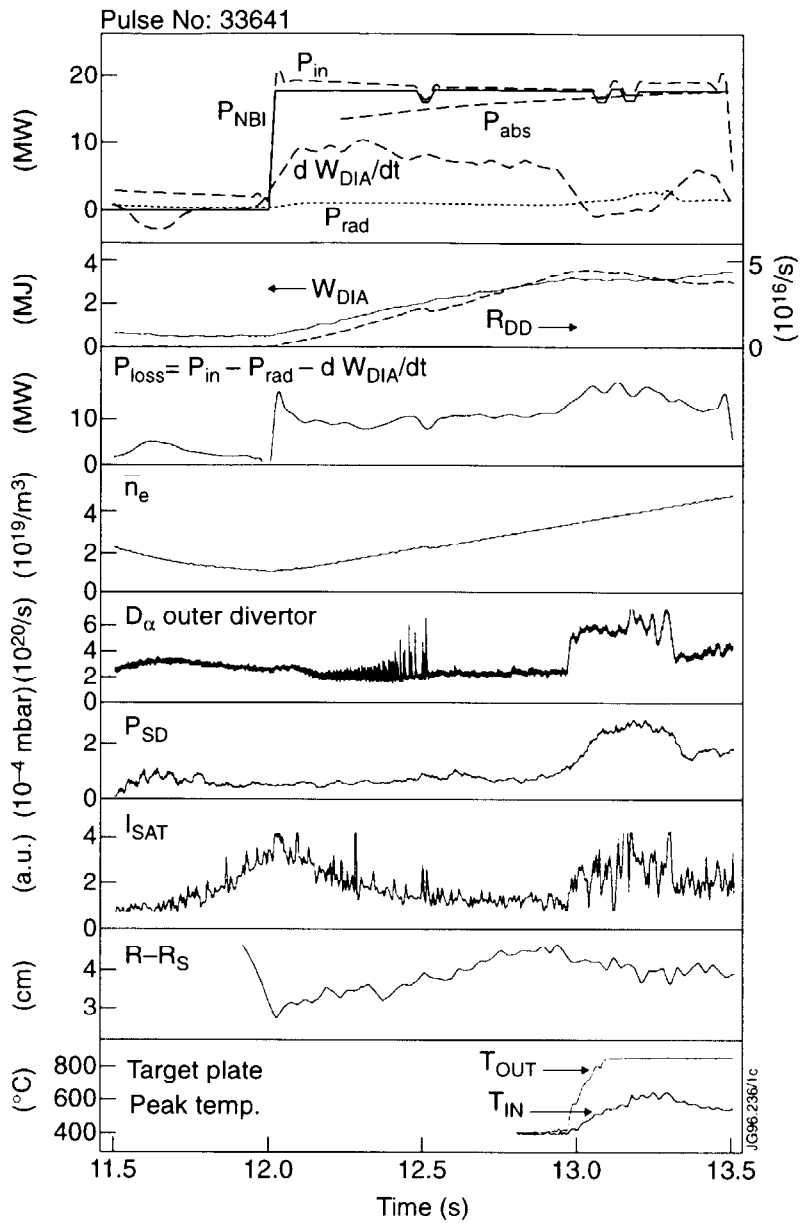 Pulse No: 33641
20
10
0
(MW)
P_in
P_NBI
P_abs
d W_DIA/dt
P_rad
4
2
0
(MJ)
W_DIA
R_DD
5
0
(10^16/s)
P_loss = P_in – P_rad – d W_DIA/dt
10
0
(MW)
n̄_e
4
2
0
(10^19/m^3)
D_α outer divertor
6
4
2
0
(10^20/s)
P_SD
2
0
(10^–4 mbar)
I_SAT
4
2
0
(a.u.)
R–R_S
4
3
(cm)
Target plate
Peak temp.
T_OUT
T_IN
800
600
400
(°C)
11.5 12.0 12.5 13.0 13.5
Time (s)
JG96.236/1c